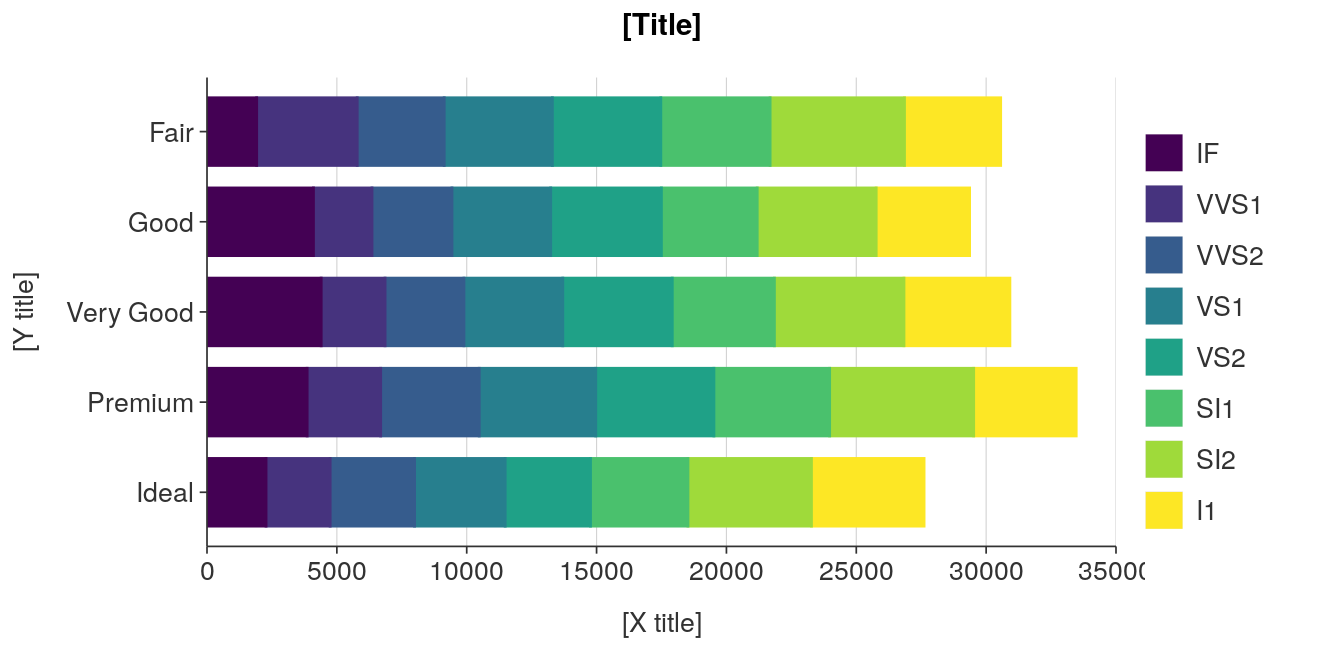 [Title]
Fair
Good
Very Good
Premium
Ideal
[Y title]
0 5000 10000 15000 20000 25000 30000 35000
[X title]
IF
VVS1
VVS2
VS1
VS2
SI1
SI2
I1